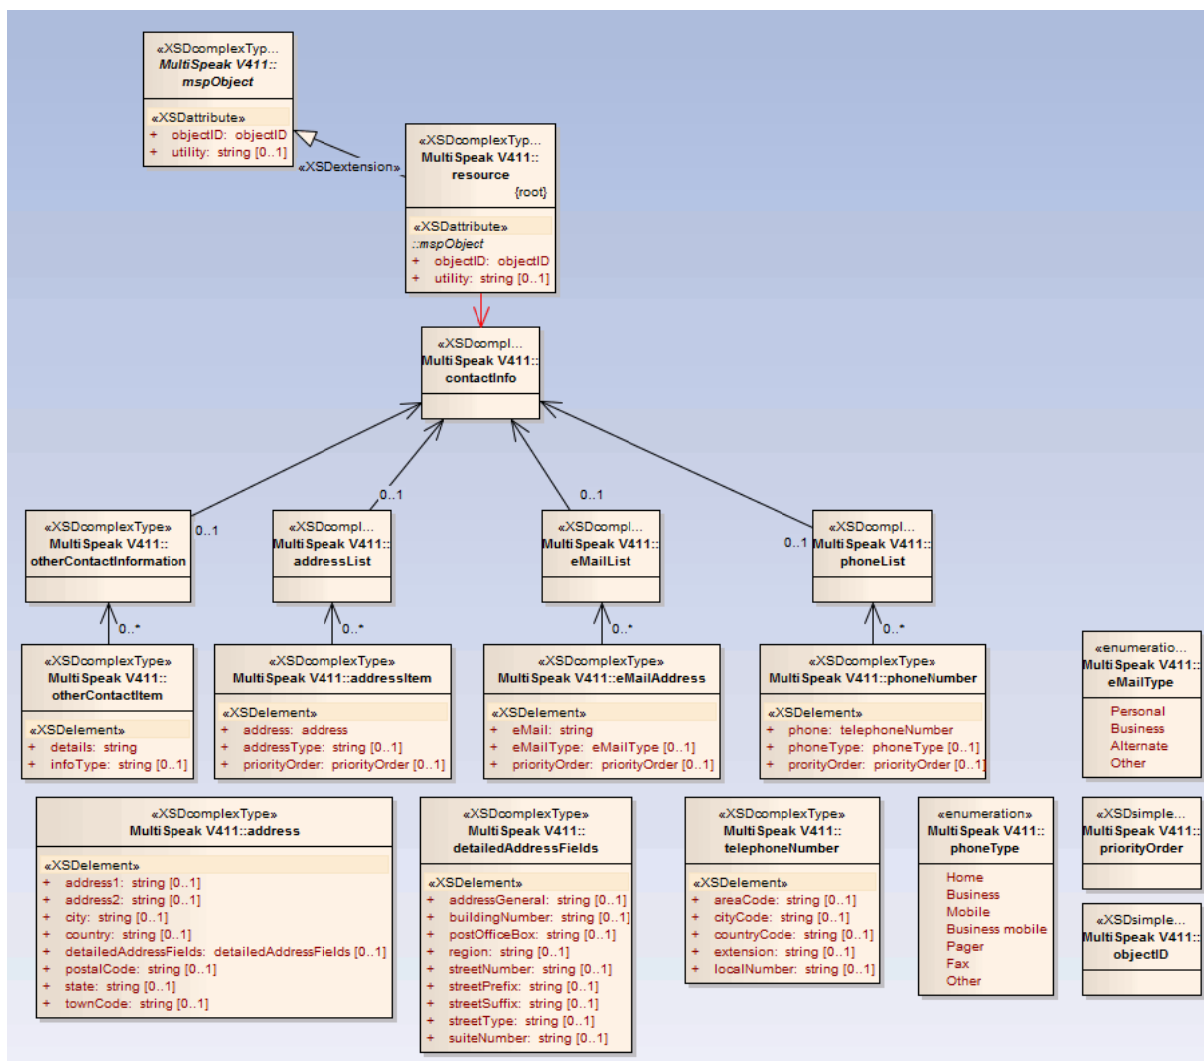 «XSDcomplexTyp...
MultiSpeak V411::
mspObject
«XSDattribute»
+ objectID: objectID
+ utility: string [0..1]
«XSDextension»
«XSDcomplexTyp...
MultiSpeak V411::
resource
{root}
«XSDattribute»
::mspObject
+ objectID: objectID
+ utility: string [0..1]
«XSDcompl...
MultiSpeak V411::
contactInfo
0..1
0..1
0..1
0..1
«XSDcomplexType»
MultiSpeak V411::
otherContactInformation
«XSDcompl...
MultiSpeak V411::
addressList
«XSDcompl...
MultiSpeak V411::
eMailList
«XSDcompl...
MultiSpeak V411::
phoneList
0..*
0..*
0..*
0..*
«XSDcomplexType»
MultiSpeak V411::
otherContactItem
«XSDelement»
+ details: string
+ infoType: string [0..1]
«XSDcomplexType»
MultiSpeak V411::addressItem
«XSDelement»
+ address: address
+ addressType: string [0..1]
+ priorityOrder: priorityOrder [0..1]
«XSDcomplexType»
MultiSpeak V411::eMailAddress
«XSDelement»
+ eMail: string
+ eMailType: eMailType [0..1]
+ priorityOrder: priorityOrder [0..1]
«XSDcomplexType»
MultiSpeak V411::phoneNumber
«XSDelement»
+ phone: telephoneNumber
+ phoneType: phoneType [0..1]
+ prorityOrder: priorityOrder [0..1]
«enumeratio...
MultiSpeak V411::
eMailType
Personal
Business
Alternate
Other
«XSDcomplexType»
MultiSpeak V411::address
«XSDelement»
+ address1: string [0..1]
+ address2: string [0..1]
+ city: string [0..1]
+ country: string [0..1]
+ detailedAddressFields: detailedAddressFields [0..1]
+ postalCode: string [0..1]
+ state: string [0..1]
+ townCode: string [0..1]
«XSDcomplexType»
MultiSpeak V411::
detailedAddressFields
«XSDelement»
+ addressGeneral: string [0..1]
+ buildingNumber: string [0..1]
+ postOfficeBox: string [0..1]
+ region: string [0..1]
+ streetNumber: string [0..1]
+ streetPrefix: string [0..1]
+ streetSuffix: string [0..1]
+ streetType: string [0..1]
+ suiteNumber: string [0..1]
«XSDcomplexType»
MultiSpeak V411::
telephoneNumber
«XSDelement»
+ areaCode: string [0..1]
+ cityCode: string [0..1]
+ countryCode: string [0..1]
+ extension: string [0..1]
+ localNumber: string [0..1]
«enumeration»
MultiSpeak V411::
phoneType
Home
Business
Mobile
Business mobile
Pager
Fax
Other
«XSDsimple...
MultiSpeak V411::
priorityOrder
«XSDsimple...
MultiSpeak V411::
objectID